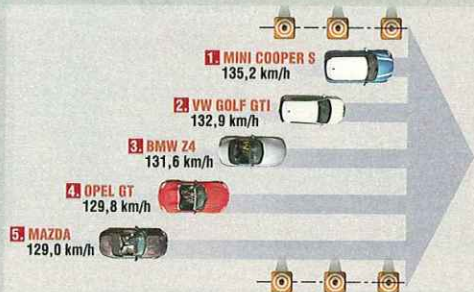 1. MINI COOPER S
135,2 km/h
2. VW GOLF GTI
132,9 km/h
3. BMW Z4
131,6 km/h
4. OPEL GT
129,8 km/h
5. MAZDA
129,0 km/h